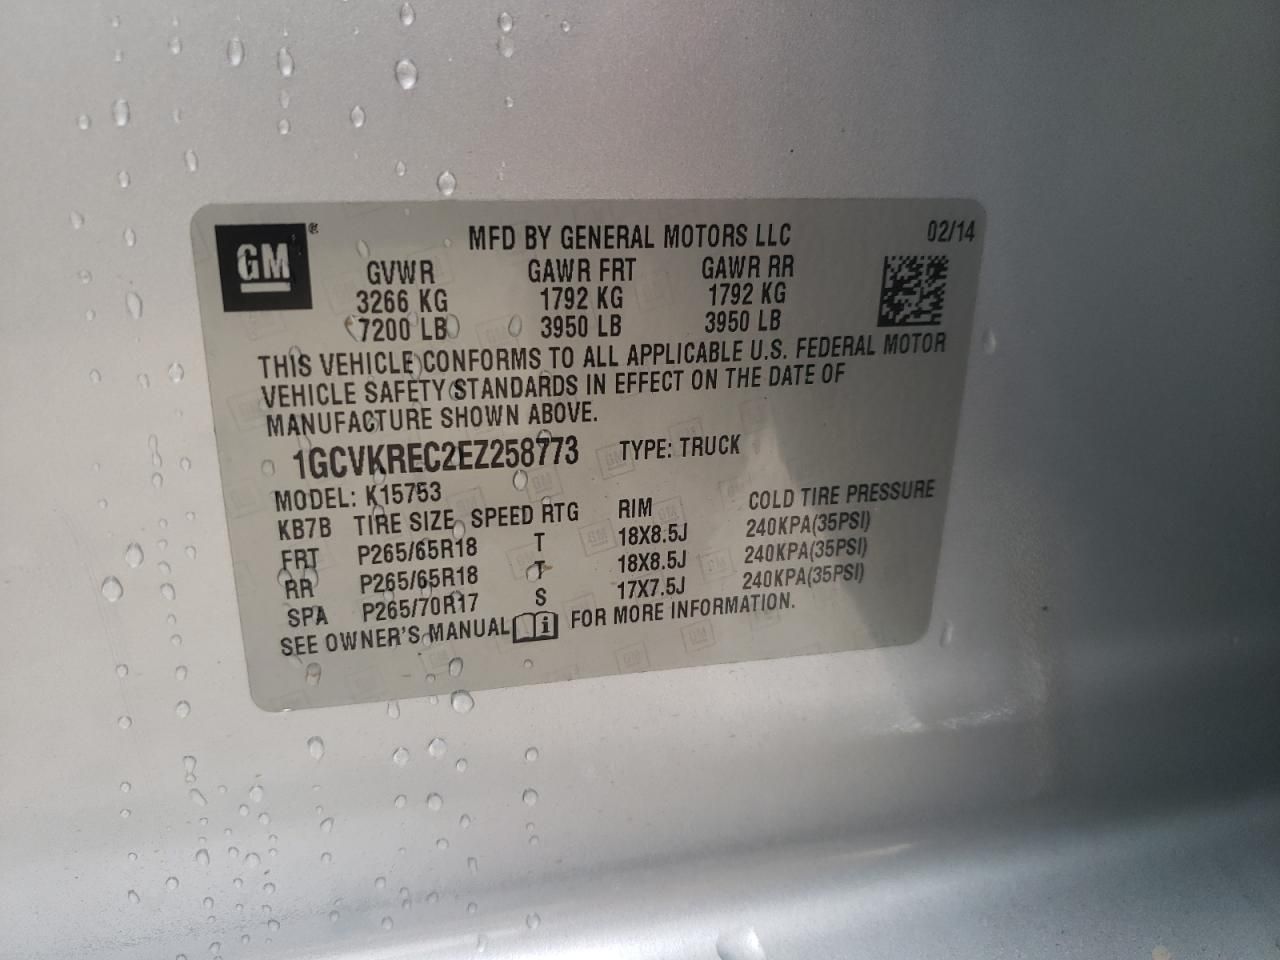 GM® MFD BY GENERAL MOTORS LLC 02/14
GVWR GAWR FRT GAWR RR
3266 KG 1792 KG 1792 KG
7200 LB 3950 LB 3950 LB
THIS VEHICLE CONFORMS TO ALL APPLICABLE U.S. FEDERAL MOTOR
VEHICLE SAFETY STANDARDS IN EFFECT ON THE DATE OF
MANUFACTURE SHOWN ABOVE.
1GCVKREC2EZ258773 TYPE: TRUCK
MODEL: K15753
KB7B TIRE SIZE SPEED RTG RIM COLD TIRE PRESSURE
FRT P265/65R18 T 18X8.5J 240KPA(35PSI)
RR P265/65R18 T 18X8.5J 240KPA(35PSI)
SPA P265/70R17 S 17X7.5J 240KPA(35PSI)
SEE OWNER'S MANUAL i FOR MORE INFORMATION.